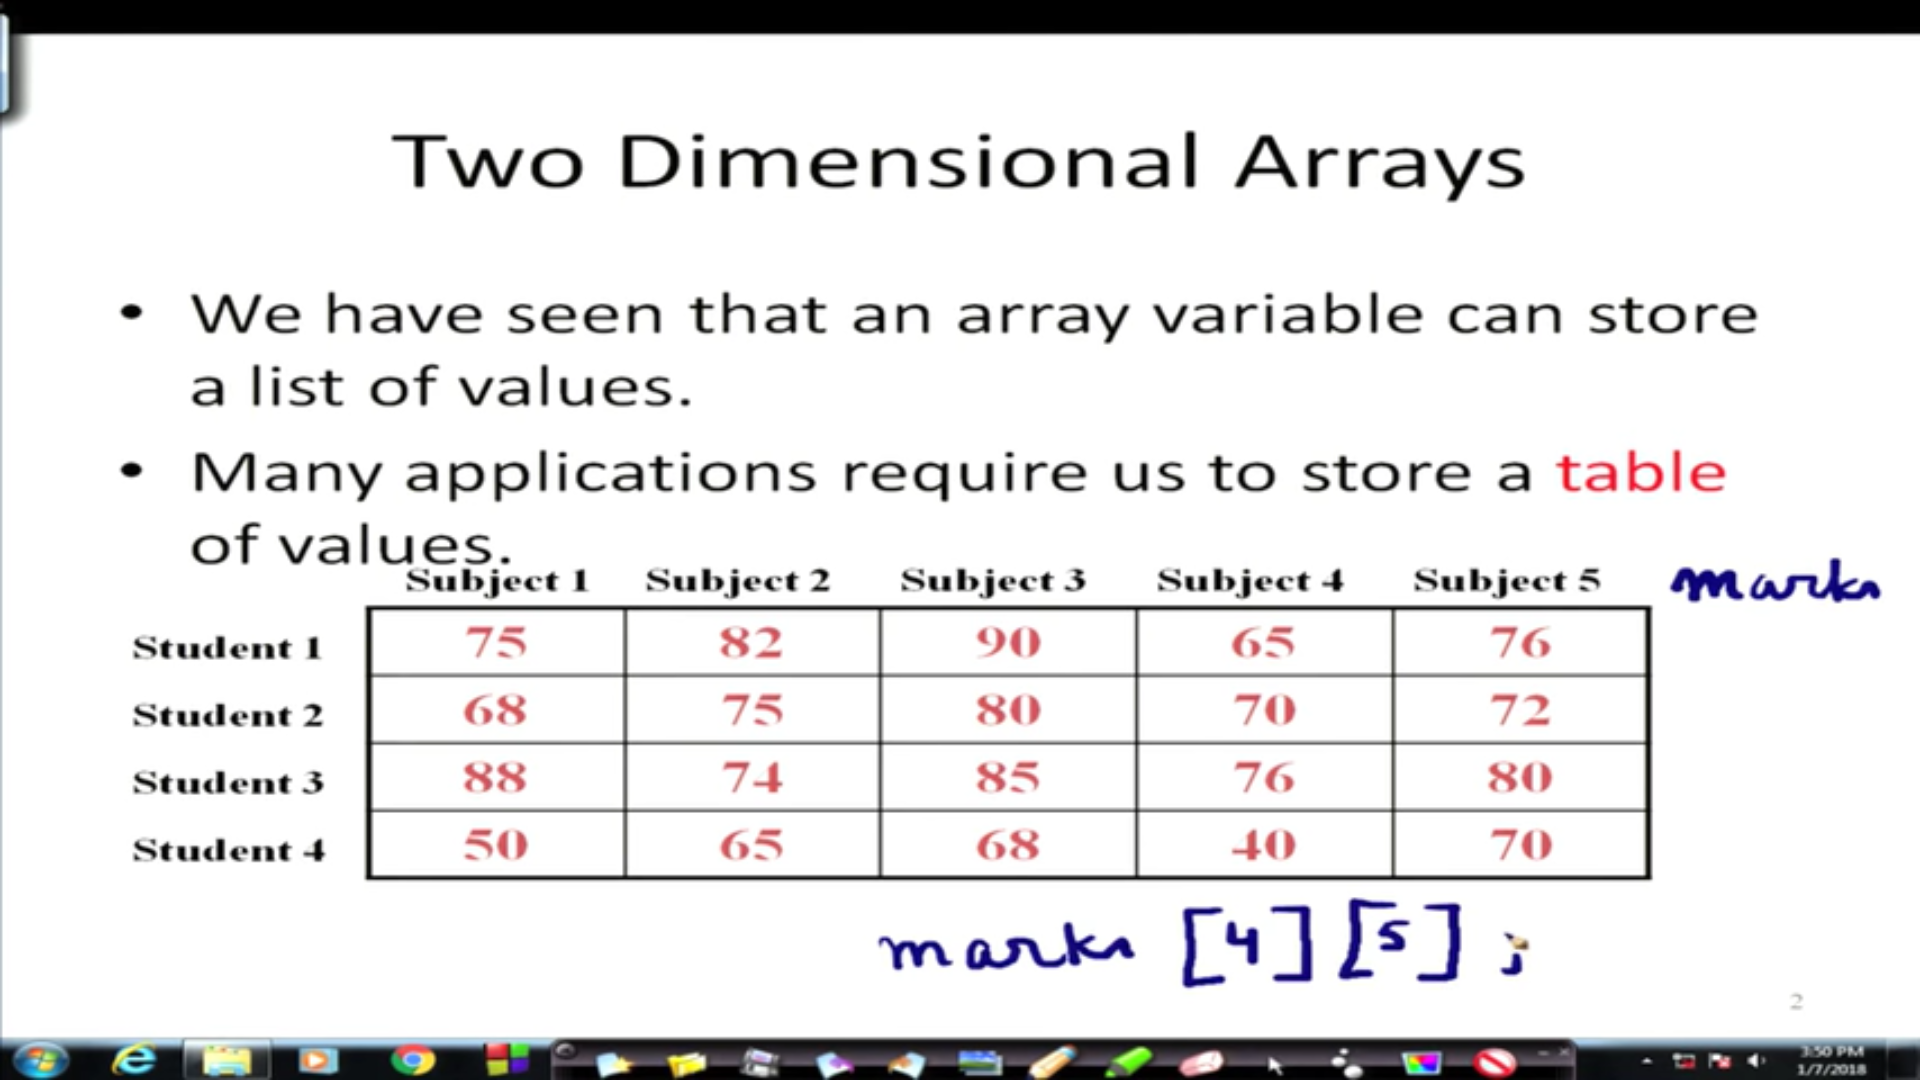 Two Dimensional Arrays
• We have seen that an array variable can store
a list of values.
• Many applications require us to store a table
of values.
Subject 1 Subject 2 Subject 3 Subject 4 Subject 5 marks
Student 1 75 82 90 65 76
Student 2 68 75 80 70 72
Student 3 88 74 85 76 80
Student 4 50 65 68 40 70
marks [4] [5] ;
2
3:50 PM
1/7/2018